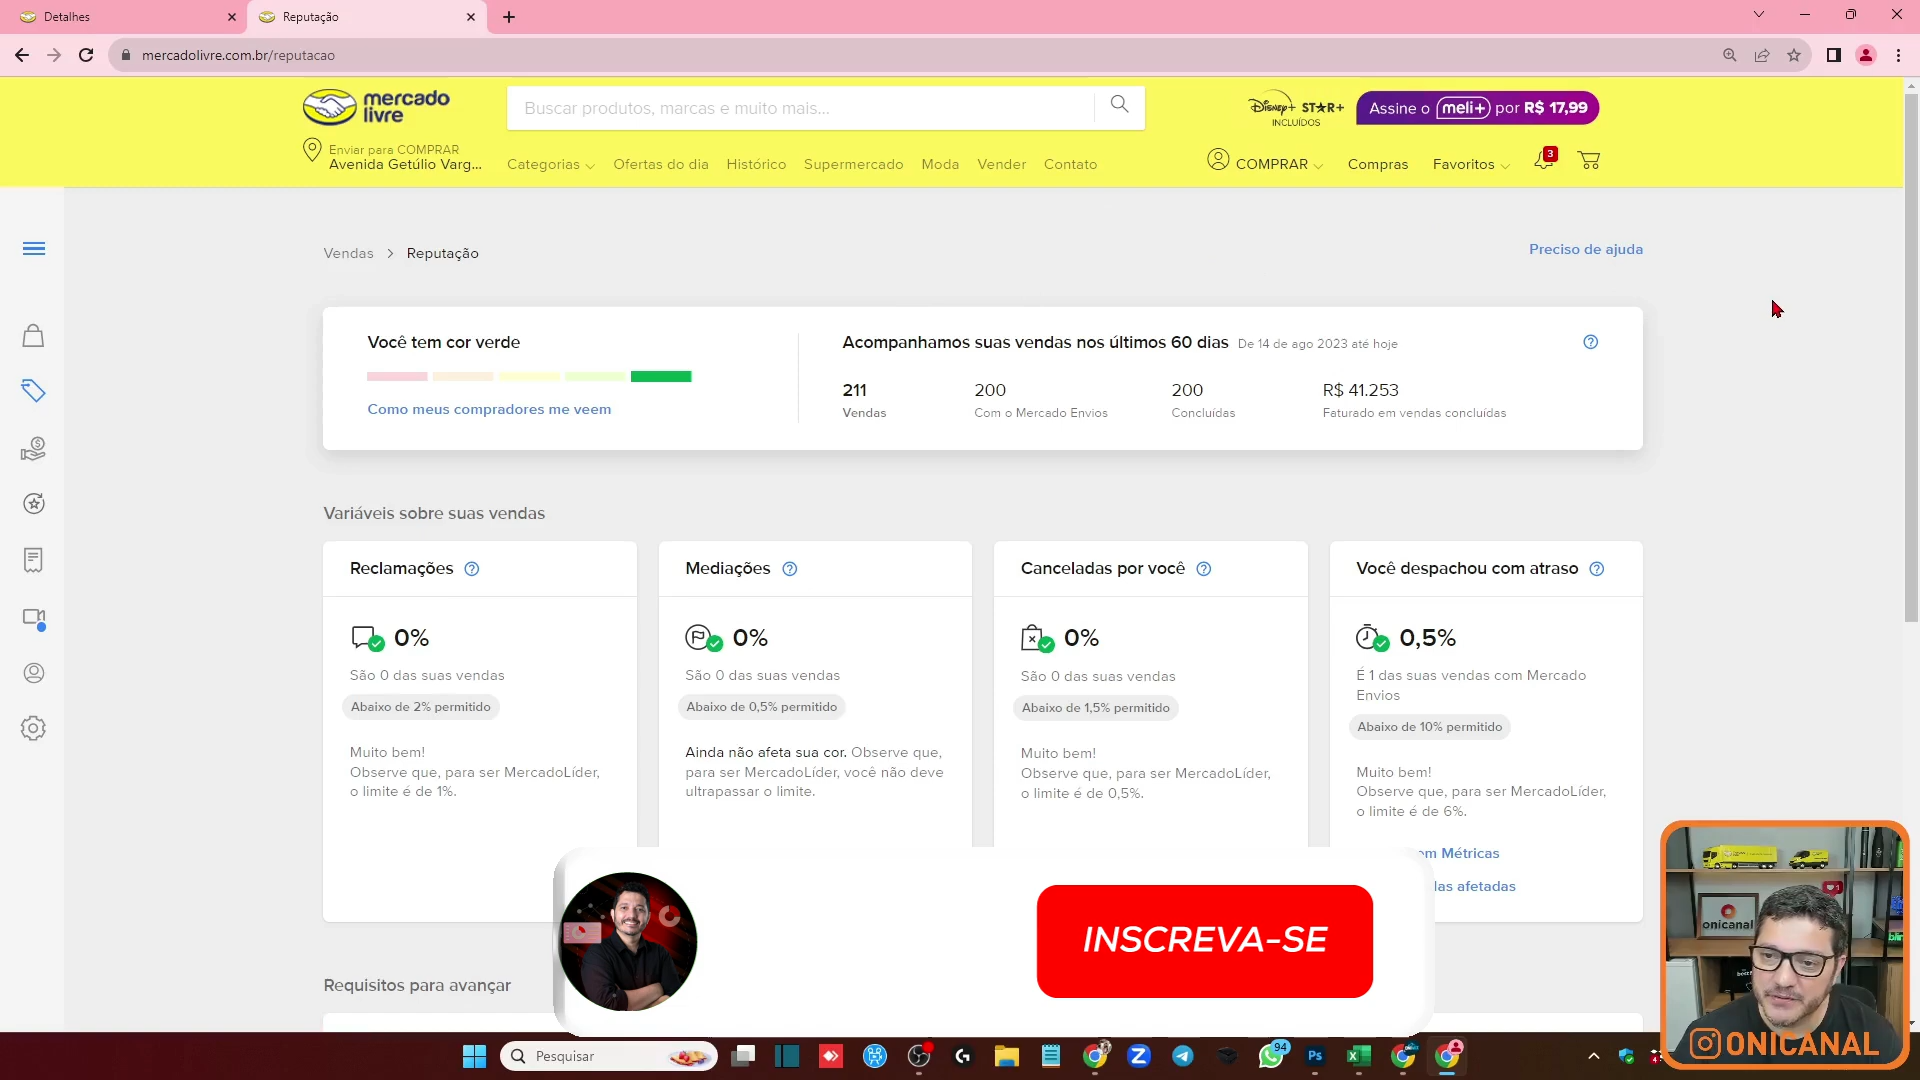 Detalhes
Reputação
mercadolivre.com.br/reputacao
mercado
livre
Buscar produtos, marcas e muito mais...
Disney+ STAR+
INCLUÍDOS
Assine o meli+ por R$ 17,99
Enviar para COMPRAR
Avenida Getúlio Varg...
Categorias
Ofertas do dia
Histórico
Supermercado
Moda
Vender
Contato
COMPRAR
Compras
Favoritos
3
Vendas
Reputação
Preciso de ajuda
Você tem cor verde
Como meus compradores me veem
Acompanhamos suas vendas nos últimos 60 dias De 14 de ago 2023 até hoje
211
Vendas
200
Com o Mercado Envios
200
Concluídas
R$ 41.253
Faturado em vendas concluídas
Variáveis sobre suas vendas
Reclamações
0%
São 0 das suas vendas
Abaixo de 2% permitido
Muito bem!
Observe que, para ser MercadoLíder,
o limite é de 1%.
Mediações
0%
São 0 das suas vendas
Abaixo de 0,5% permitido
Ainda não afeta sua cor. Observe que,
para ser MercadoLíder, você não deve
ultrapassar o limite.
Canceladas por você
0%
São 0 das suas vendas
Abaixo de 1,5% permitido
Muito bem!
Observe que, para ser MercadoLíder,
o limite é de 0,5%.
Você despachou com atraso
0,5%
É 1 das suas vendas com Mercado
Envios
Abaixo de 10% permitido
Muito bem!
Observe que, para ser MercadoLíder,
o limite é de 6%.
Métricas
afetadas
INSCREVA-SE
Requisitos para avançar
onicanal
ONICANAL
Pesquisar
94